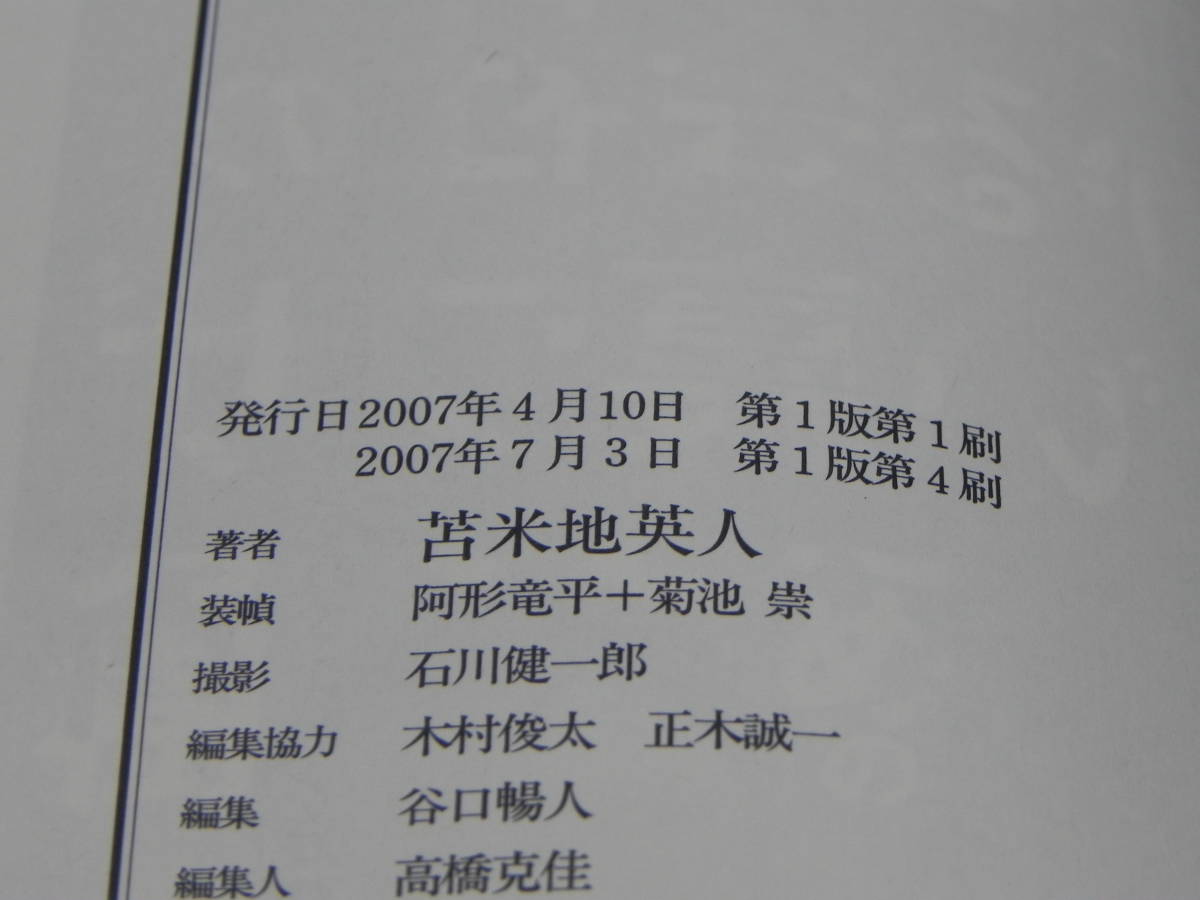 発行日 2007年4月10日　第1版第1刷
2007年7月3日　第1版第4刷
著者　苫米地英人
装幀　阿形竜平＋菊池 崇
撮影　石川健一郎
編集協力　木村俊太　正木誠一
編集　谷口暢人
編集人　高橋克佳